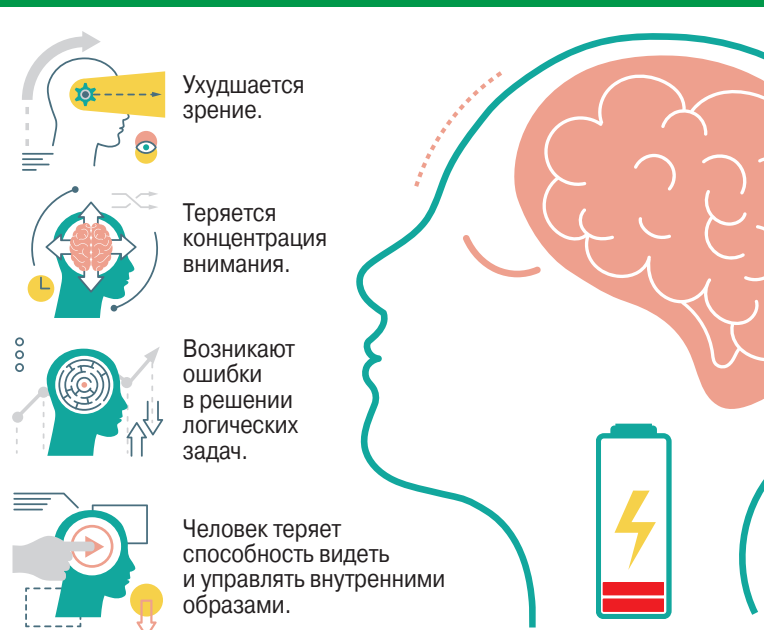 Ухудшается
зрение.
Теряется
концентрация
внимания.
Возникают
ошибки
в решении
логических
задач.
Человек теряет
способность видеть
и управлять внутренними
образами.